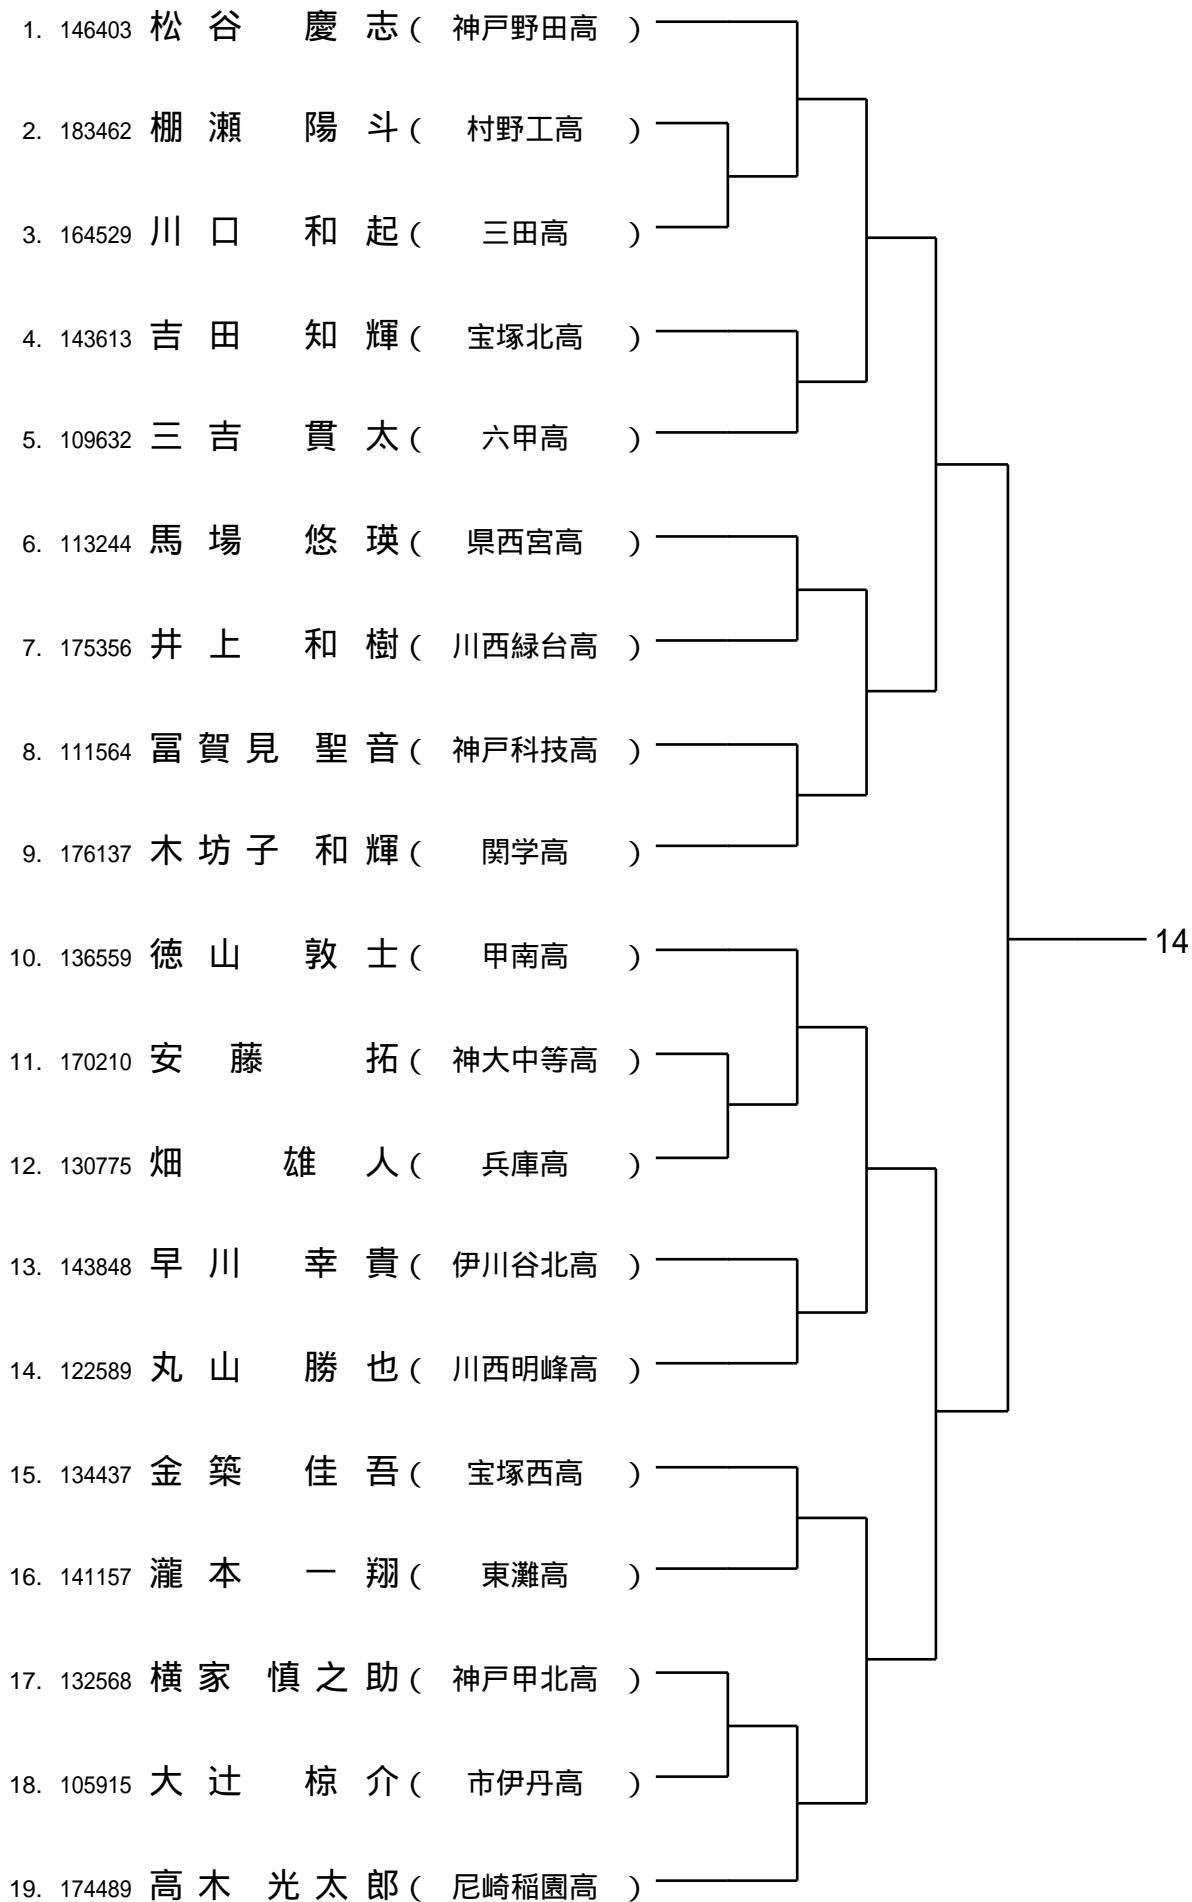 1. 146403 松谷 慶志 ( 神戸野田高 )
2. 183462 棚瀬 陽斗 ( 村野工高 )
3. 164529 川口 和起 ( 三田高 )
4. 143613 吉田 知輝 ( 宝塚北高 )
5. 109632 三吉 貫太 ( 六甲高 )
6. 113244 馬場 悠瑛 ( 県西宮高 )
7. 175356 井上 和樹 ( 川西緑台高 )
8. 111564 冨賀見 聖音 ( 神戸科技高 )
9. 176137 木坊子 和輝 ( 関学高 )
10. 136559 徳山 敦士 ( 甲南高 )
14
11. 170210 安藤 拓 ( 神大中等高 )
12. 130775 畑 雄人 ( 兵庫高 )
13. 143848 早川 幸貴 ( 伊川谷北高 )
14. 122589 丸山 勝也 ( 川西明峰高 )
15. 134437 金築 佳吾 ( 宝塚西高 )
16. 141157 瀧本 一翔 ( 東灘高 )
17. 132568 横家 慎之助 ( 神戸甲北高 )
18. 105915 大辻 椋介 ( 市伊丹高 )
19. 174489 高木 光太郎 ( 尼崎稲園高 )